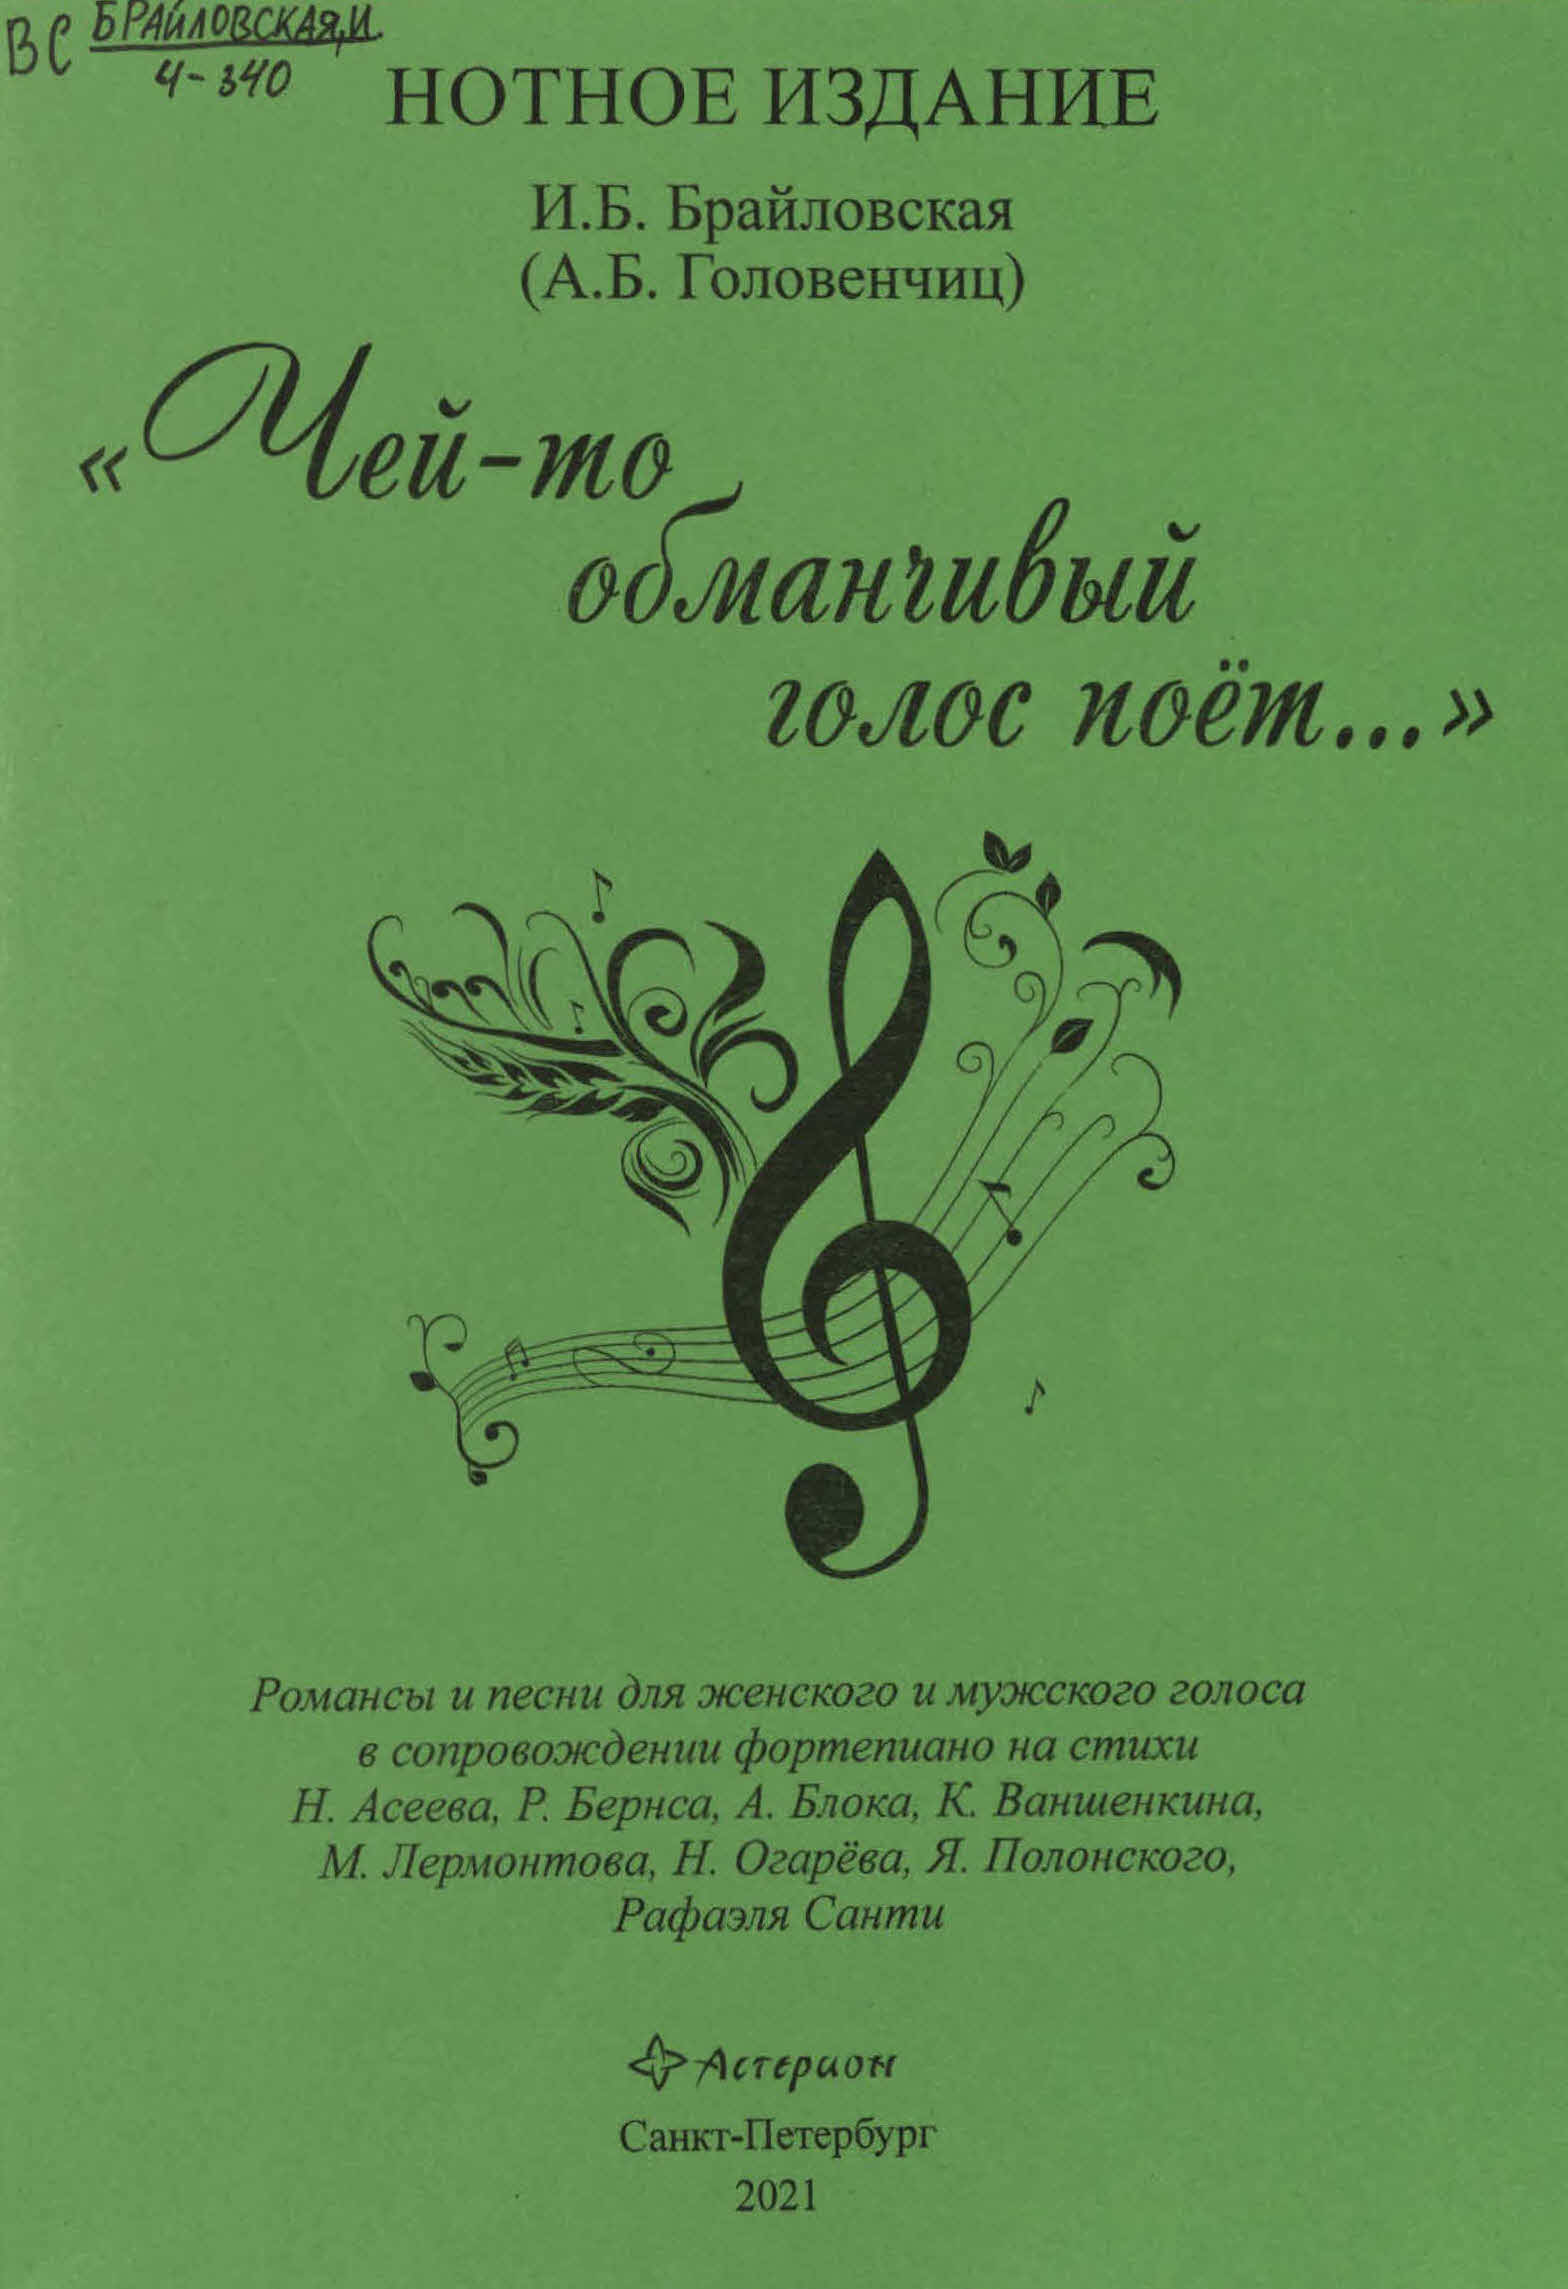 ВС БРАЙЛОВСКАЯ, И.
Ч-340
НОТНОЕ ИЗДАНИЕ
И.Б. Брайловская
(А.Б. Головенчиц)
«Чей-то
обманчивый
голос поёт...»
Романсы и песни для женского и мужского голоса
в сопровождении фортепиано на стихи
Н. Асеева, Р. Бернса, А. Блока, К. Ваншенкина,
М. Лермонтова, Н. Огарёва, Я. Полонского,
Рафаэля Санти
Астерион
Санкт-Петербург
2021